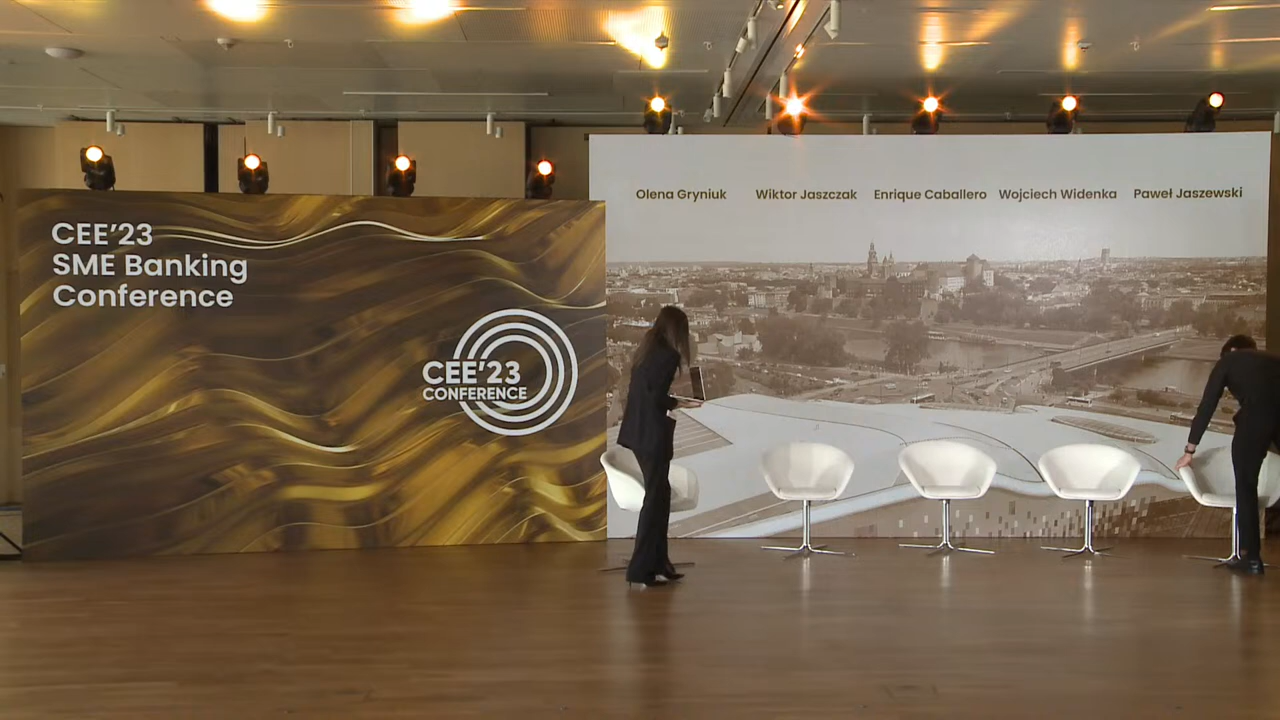 CEE'23
SME Banking
Conference
CEE'23
CONFERENCE
Olena Gryniuk Wiktor Jaszczak Enrique Caballero Wojciech Widenka Paweł Jaszewski